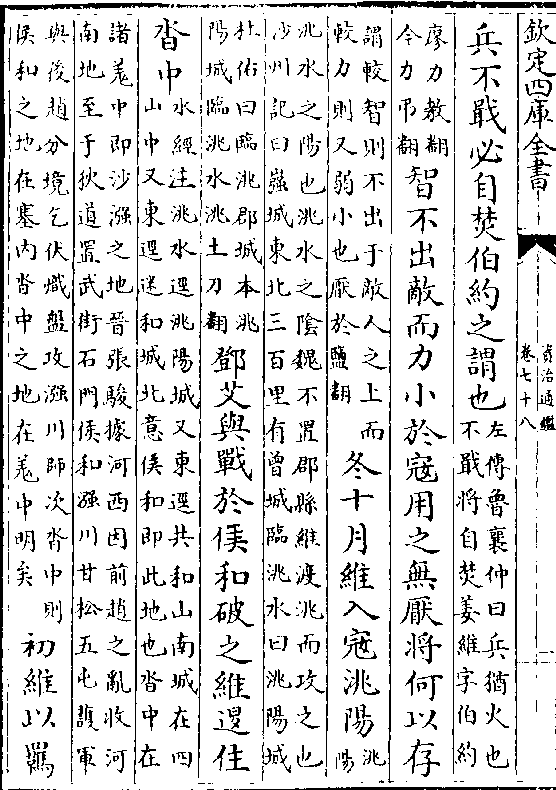 欽定四庫全書
資治通鑑
卷七十八
兵不戢必自焚伯約之謂也
左傳魯襄仲曰兵猶火也
不戢將自焚姜維字伯約
廖力敎翻
今力弔翻
智不出敵而力小於宼用之無厭將何以存
謂較智則不出于敵人之上而
較力則又弱小也厭於鹽翻
冬十月維入宼洮陽
洮
陽
洮水之陽也洮水之陰魏不置郡縣維渡洮而攻之也
沙州記曰嵹城東北三百里有曾城臨洮水曰洮陽城
杜佑曰臨洮郡城本洮
陽城臨洮水洮土刀翻
鄧艾與戰於侯和破之維還住
沓中
水經注洮水逕洮陽城又東逕共和山南城在四
山中又東逕迷和城北意侯和即此地也沓中在
諸羌中即沙漒之地晉張駿據河西因前趙之亂收河
南地至于狄道置武街石門侯和漒川甘松五屯護軍
與後趙分境乞伏熾盤攻漒川師次沓中則
侯和之地在塞内沓中之地在羌中明矣
初維以羈